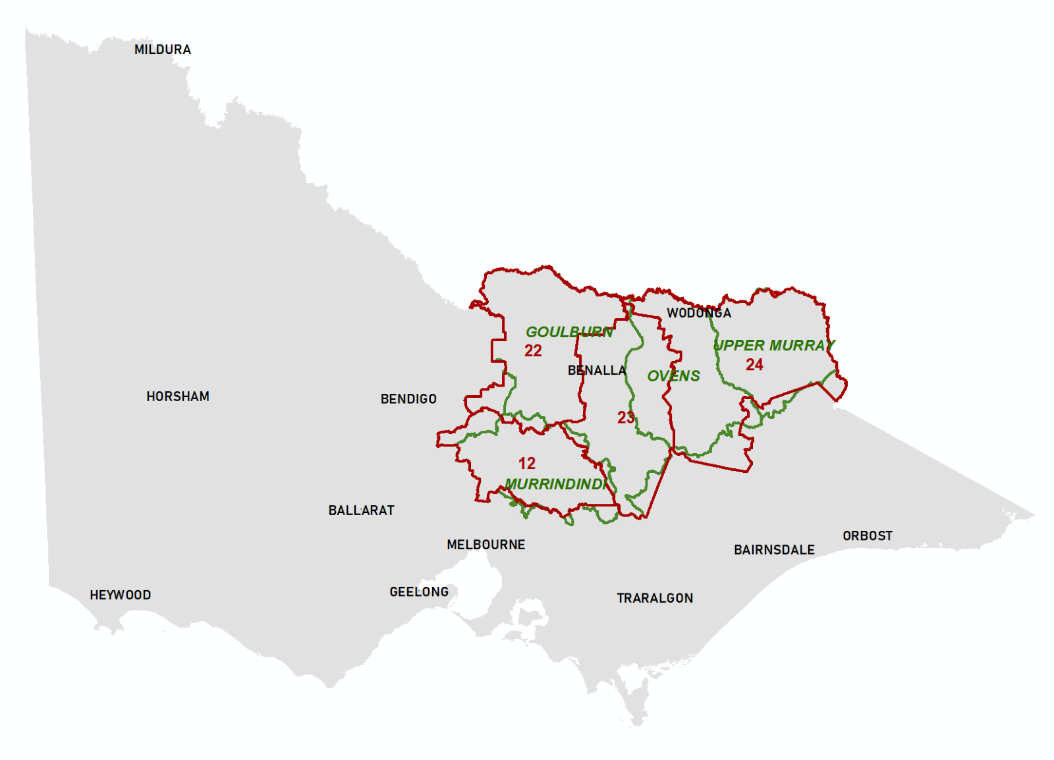 MILDURA
WODONGA
GOULBURN
UPPER MURRAY
22
24
BENALLA
OVENS
HORSHAM
BENDIGO
23
12
MURRINDINDI
BALLARAT
ORBOST
MELBOURNE
BAIRNSDALE
GEELONG
HEYWOOD
TRARALGON